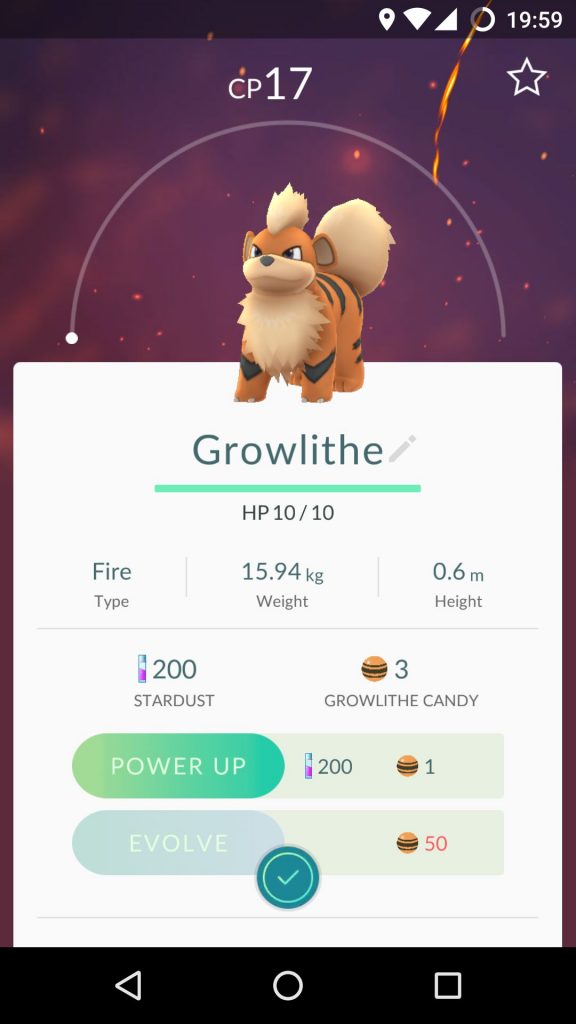 19:59
CP17
Growlithe
HP 10 / 10
Fire 15.94 kg 0.6 m
Type Weight Height
200 3
STARDUST GROWLITHE CANDY
POWER UP 200 1
EVOLVE 50